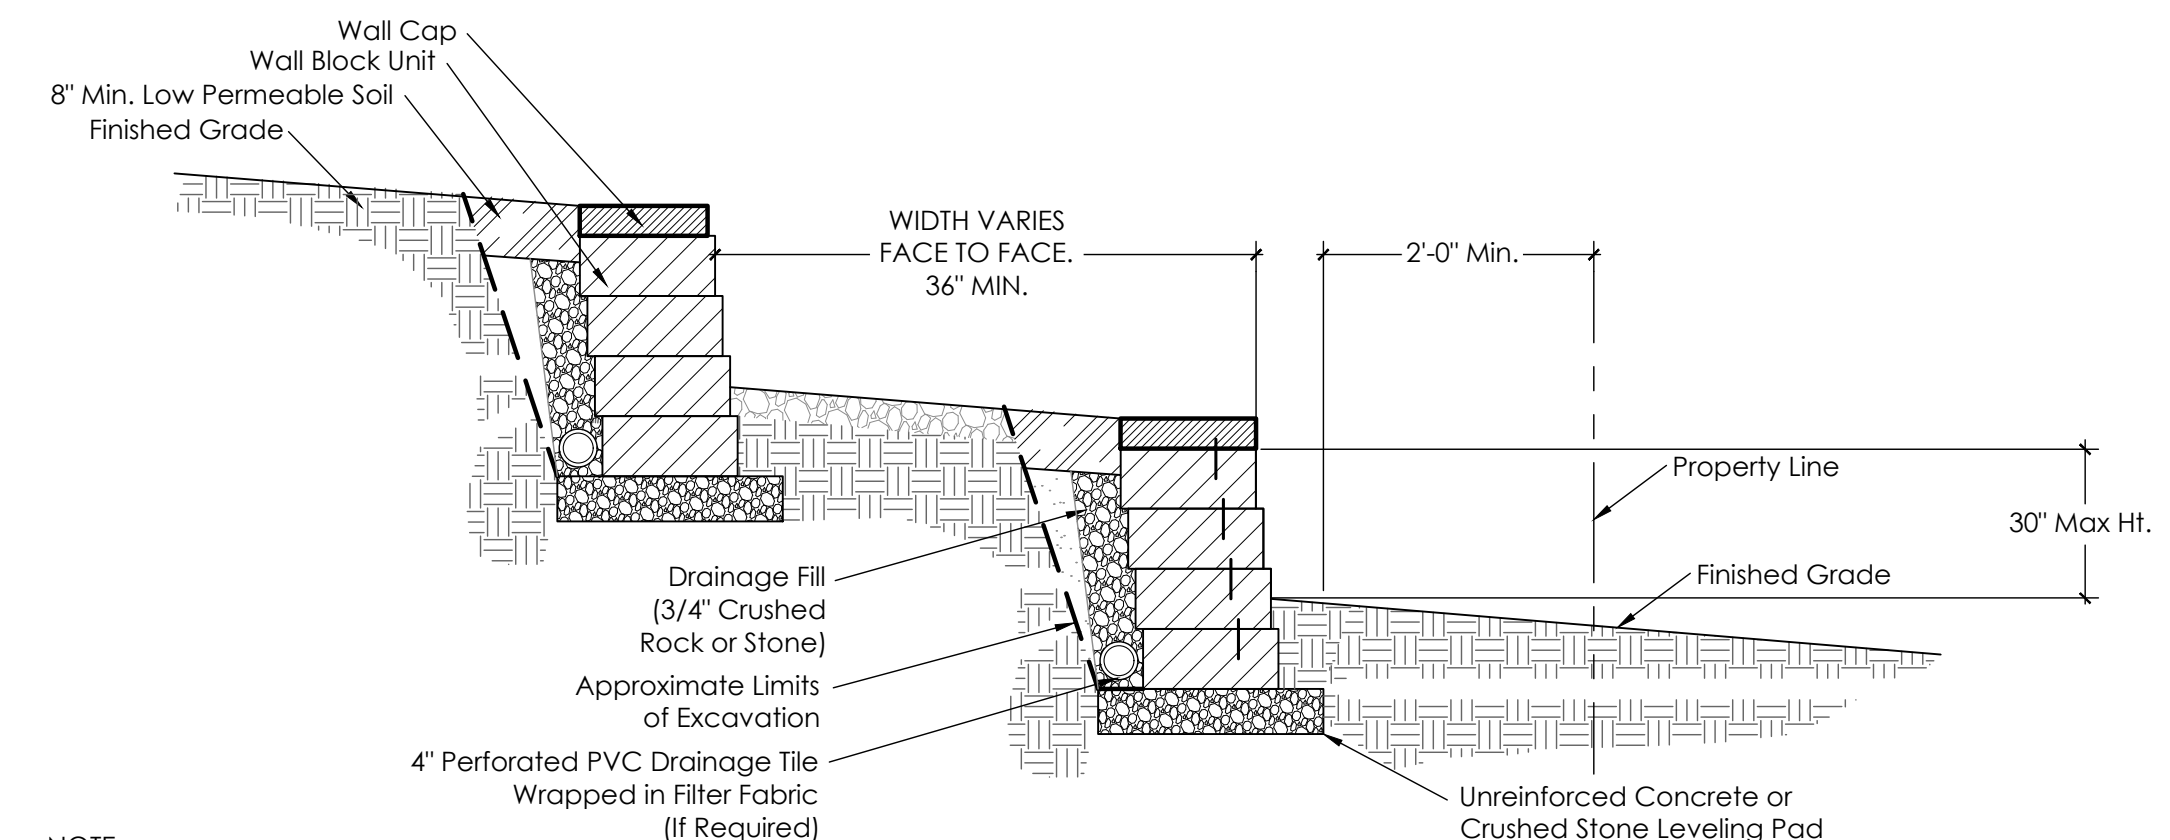 Wall Cap
Wall Block Unit
8" Min. Low Permeable Soil
Finished Grade
WIDTH VARIES
FACE TO FACE.
36" MIN.
2'-0" Min.
Property Line
30" Max Ht.
Finished Grade
Drainage Fill
(3/4" Crushed
Rock or Stone)
Approximate Limits
of Excavation
4" Perforated PVC Drainage Tile
Wrapped in Filter Fabric
(If Required)
Unreinforced Concrete or
Crushed Stone Leveling Pad
NOTE